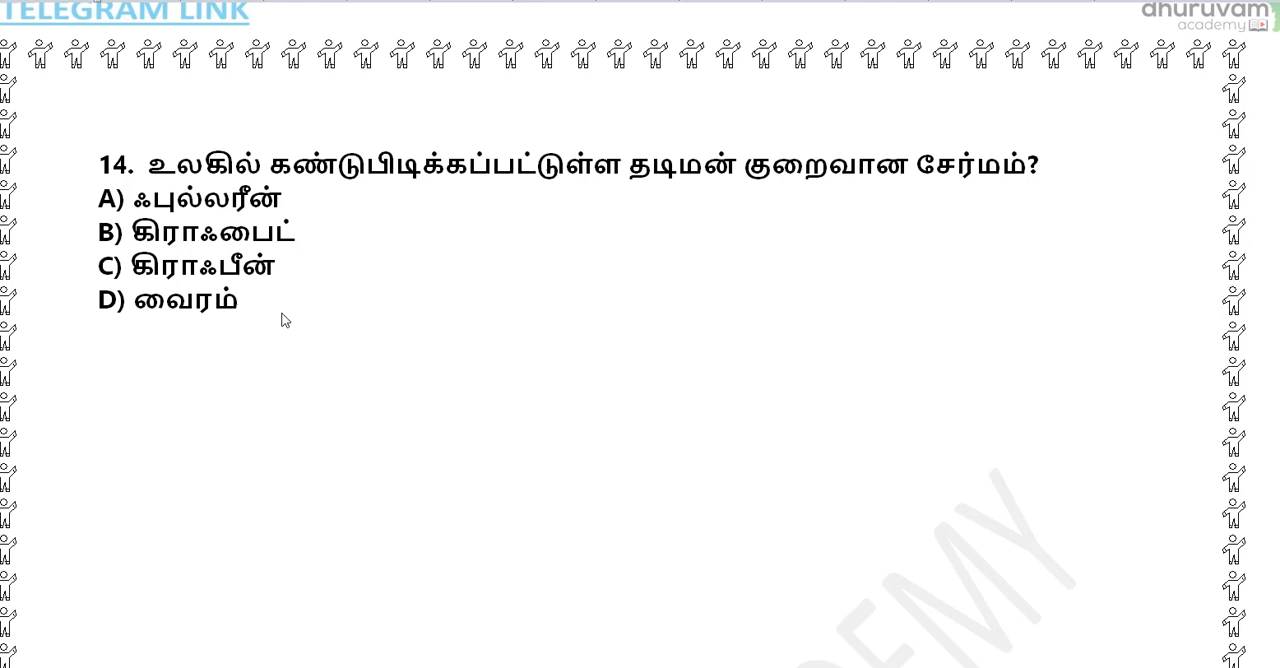 TELEGRAM LINK
dhuruvam
academy
14. உலகில் கண்டுபிடிக்கப்பட்டுள்ள தடிமன் குறைவான சேர்மம்?
A) ஃபுல்லரீன்
B) கிராஃபைட்
C) கிராஃபீன்
D) வைரம்